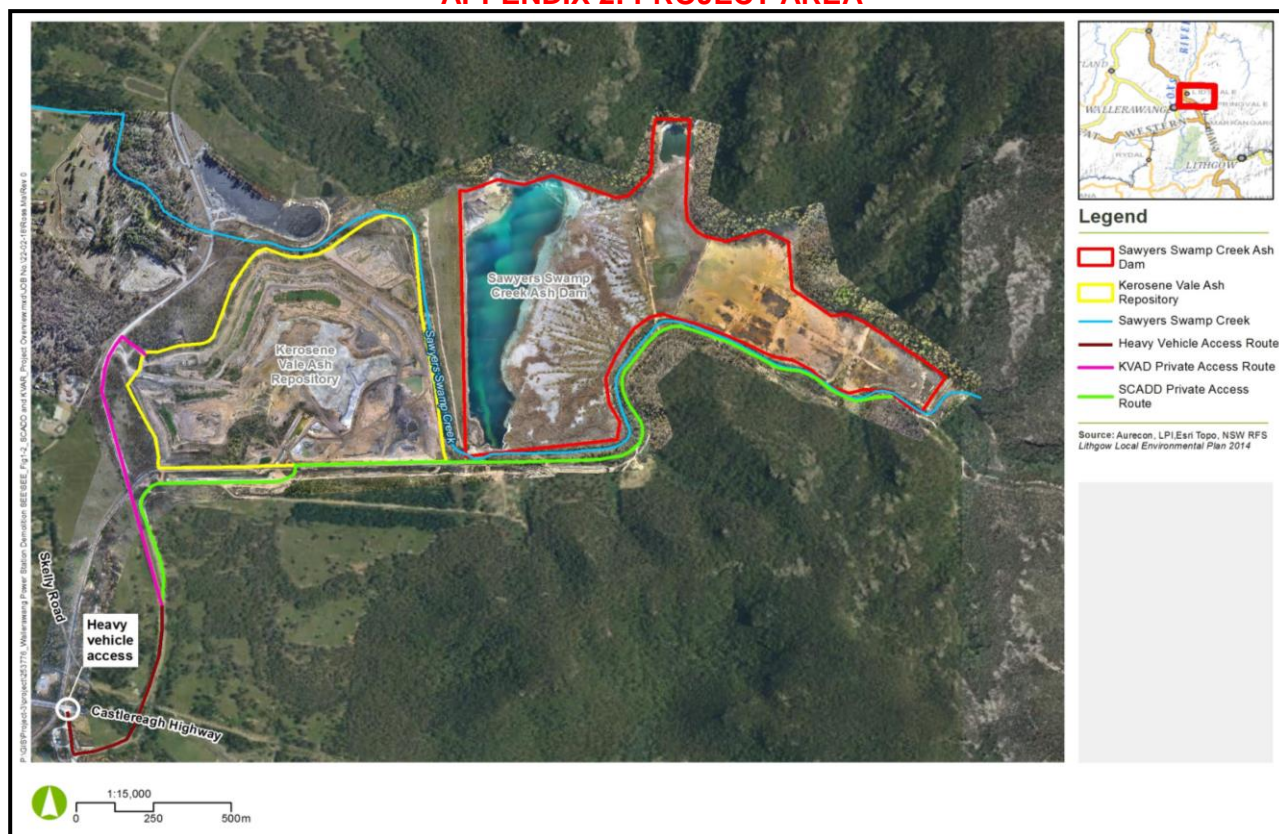 APPENDIX 2: PROJECT AREA
Sawyers Swamp
Creek Ash Dam
Kerosene
Vale Ash
Repository
Sawyers Swamp Creek
Skelly Road
Heavy
vehicle
access
Castlereagh Highway
WALLERAWANG
WESTERN
RYDAL
LITHGOW
Legend
Sawyers Swamp Creek Ash
Dam
Kerosene Vale Ash
Repository
Sawyers Swamp Creek
Heavy Vehicle Access Route
KVAD Private Access Route
SCADD Private Access
Route
Source: Aurecon, LPI,Esri Topo, NSW RFS
Lithgow Local Environmental Plan 2014
1:15,000
0 250 500m